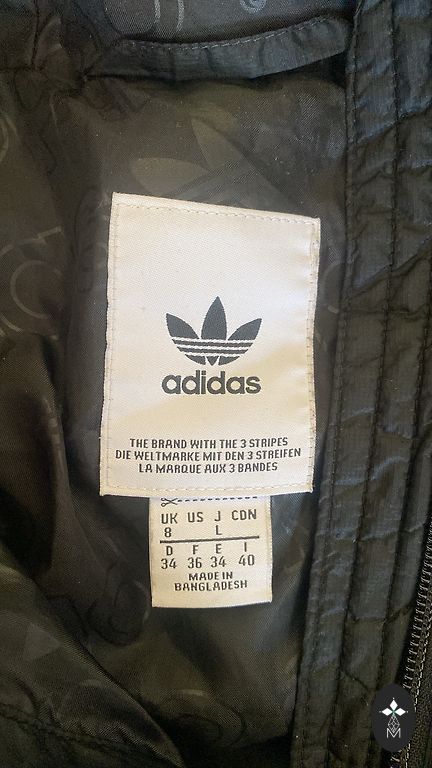 adidas
THE BRAND WITH THE 3 STRIPES
DIE WELTMARKE MIT DEN 3 STREIFEN
LA MARQUE AUX 3 BANDES
UK US J CDN
8 L
D F E I
34 36 34 40
MADE IN
BANGLADESH
M